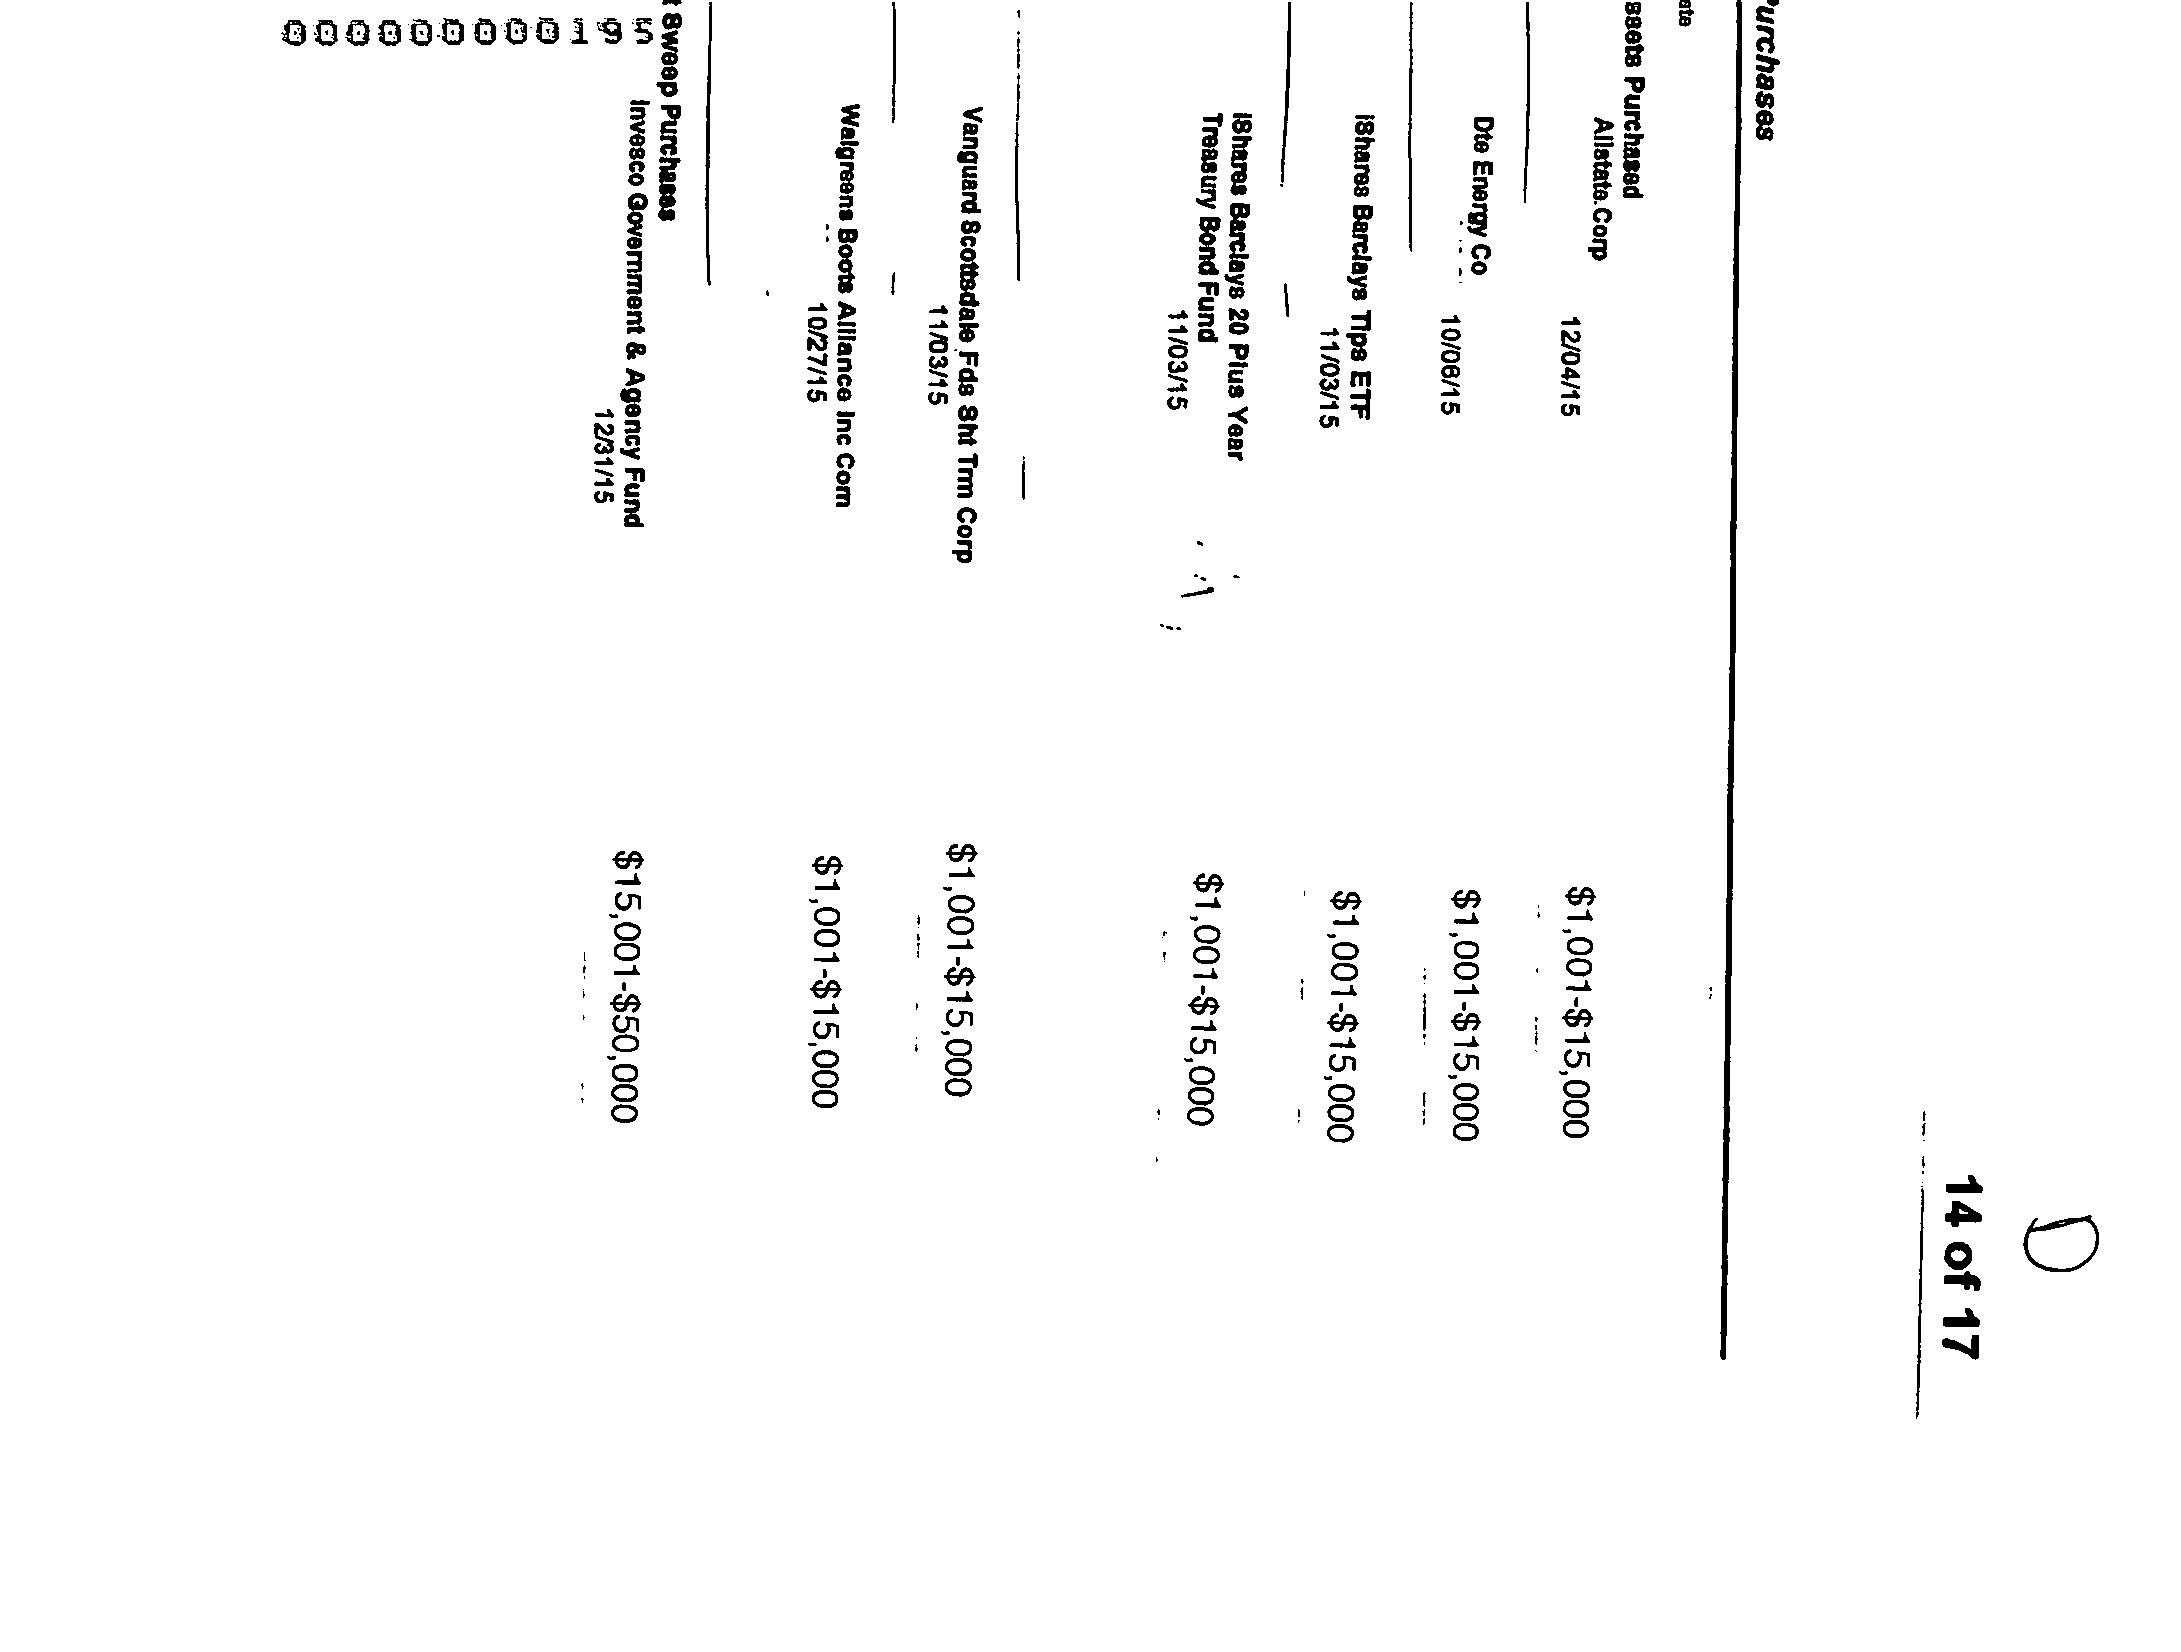 D
14 of 17
Purchases
ate
ssets Purchased
Allstate Corp
12/04/15 $1,001-$15,000
Dte Energy Co
10/06/15 $1,001-$15,000
iShares Barclays Tips ETF
11/03/15 $1,001-$15,000
iShares Barclays 20 Plus Year
Treasury Bond Fund
11/03/15 $1,001-$15,000
Vanguard Scottsdale Fds Sht Trm Corp
11/03/15 $1,001-$15,000
Walgreens Boots Alliance Inc Com
10/27/15 $1,001-$15,000
t Sweep Purchases
Invesco Government & Agency Fund
12/31/15 $15,001-$50,000